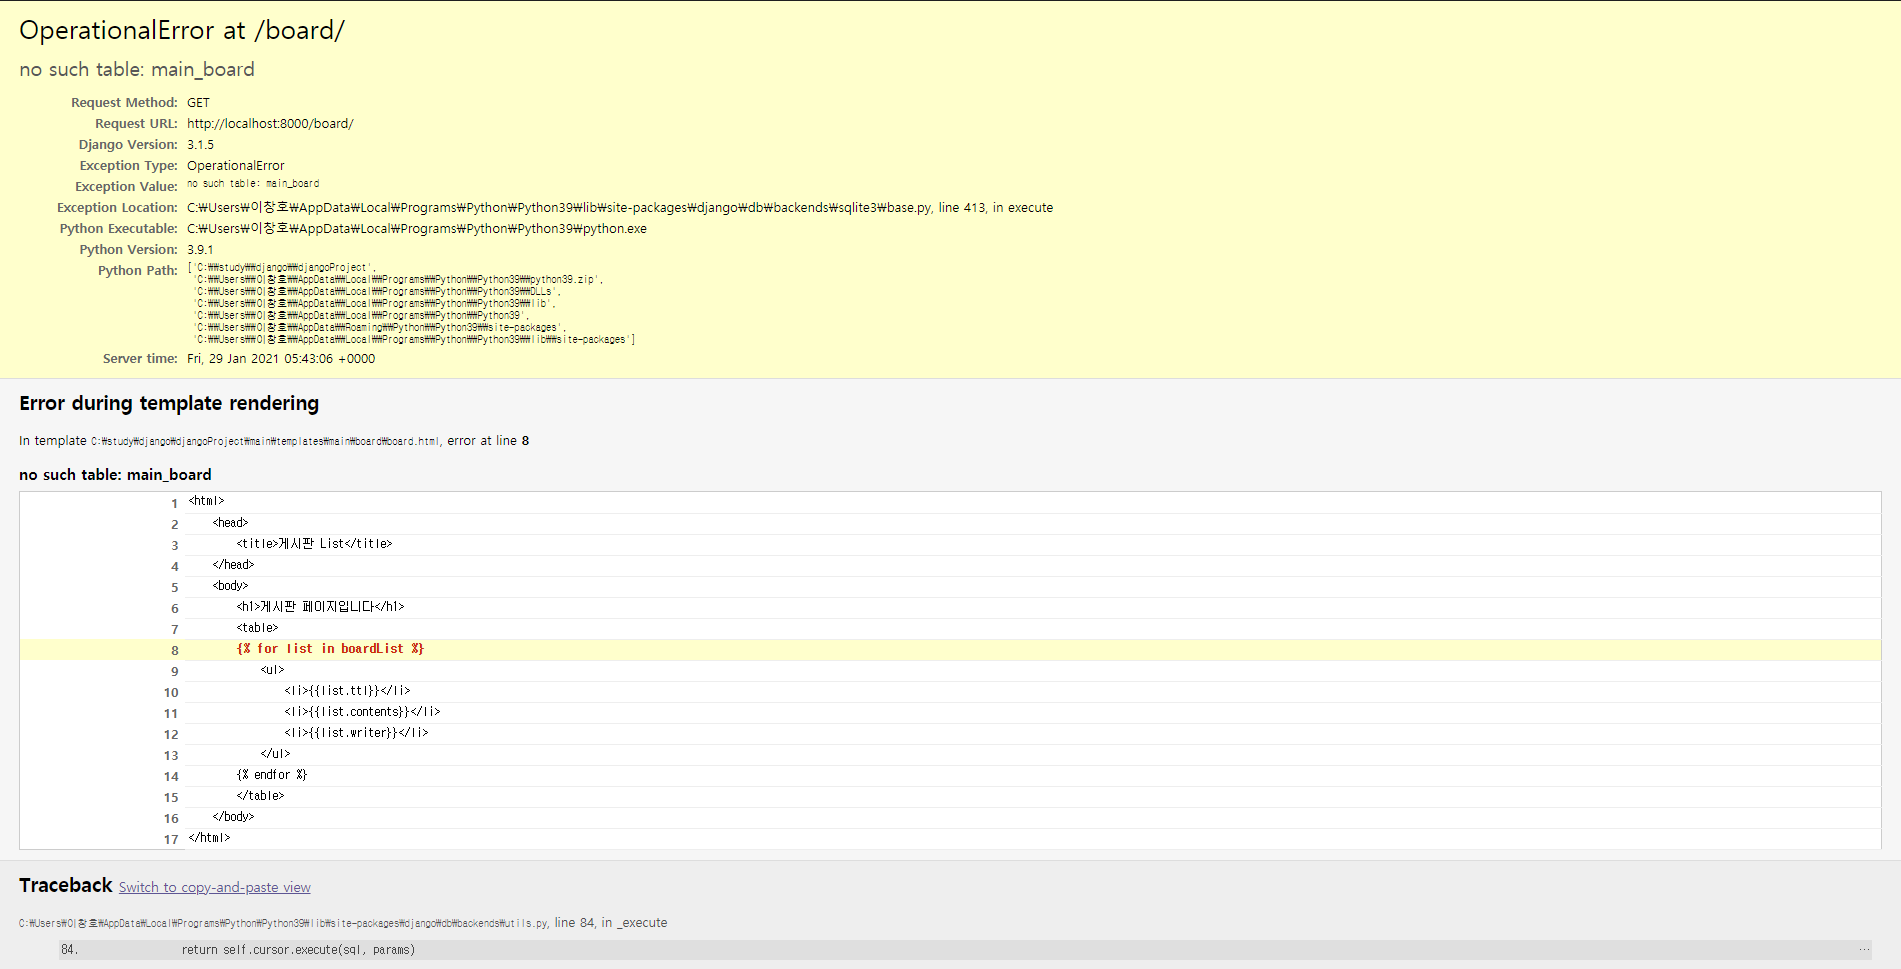 OperationalError at /board/
no such table: main_board
Request Method: GET
Request URL: http://localhost:8000/board/
Django Version: 3.1.5
Exception Type: OperationalError
Exception Value: no such table: main_board
Exception Location: C:₩Users₩이창호₩AppData₩Local₩Programs₩Python₩Python39₩lib₩site-packages₩django₩db₩backends₩sqlite3₩base.py, line 413, in execute
Python Executable: C:₩Users₩이창호₩AppData₩Local₩Programs₩Python₩Python39₩python.exe
Python Version: 3.9.1
Python Path: ['C:₩₩study₩₩django₩₩djangoProject',
'C:₩₩Users₩₩이창호₩₩AppData₩₩Local₩₩Programs₩₩Python₩₩Python39₩₩python39.zip',
'C:₩₩Users₩₩이창호₩₩AppData₩₩Local₩₩Programs₩₩Python₩₩Python39₩₩DLLs',
'C:₩₩Users₩₩이창호₩₩AppData₩₩Local₩₩Programs₩₩Python₩₩Python39₩₩lib',
'C:₩₩Users₩₩이창호₩₩AppData₩₩Local₩₩Programs₩₩Python₩₩Python39',
'C:₩₩Users₩₩이창호₩₩AppData₩₩Roaming₩₩Python₩₩Python39₩₩site-packages',
'C:₩₩Users₩₩이창호₩₩AppData₩₩Local₩₩Programs₩₩Python₩₩Python39₩₩lib₩₩site-packages']
Server time: Fri, 29 Jan 2021 05:43:06 +0000
Error during template rendering
In template C:₩study₩django₩djangoProject₩main₩templates₩main₩board₩board.html, error at line 8
no such table: main_board
1 <html>
2 <head>
3 <title>게시판 List</title>
4 </head>
5 <body>
6 <h1>게시판 페이지입니다</h1>
7 <table>
8 {% for list in boardList %}
9 <ul>
10 <li>{{list.ttl}}</li>
11 <li>{{list.contents}}</li>
12 <li>{{list.writer}}</li>
13 </ul>
14 {% endfor %}
15 </table>
16 </body>
17 </html>
Traceback Switch to copy-and-paste view
C:₩Users₩이창호₩AppData₩Local₩Programs₩Python₩Python39₩lib₩site-packages₩django₩db₩backends₩utils.py, line 84, in _execute
84. return self.cursor.execute(sql, params) …